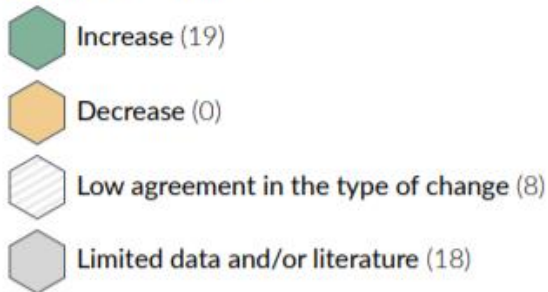 Increase (19)
Decrease (0)
Low agreement in the type of change (8)
Limited data and/or literature (18)